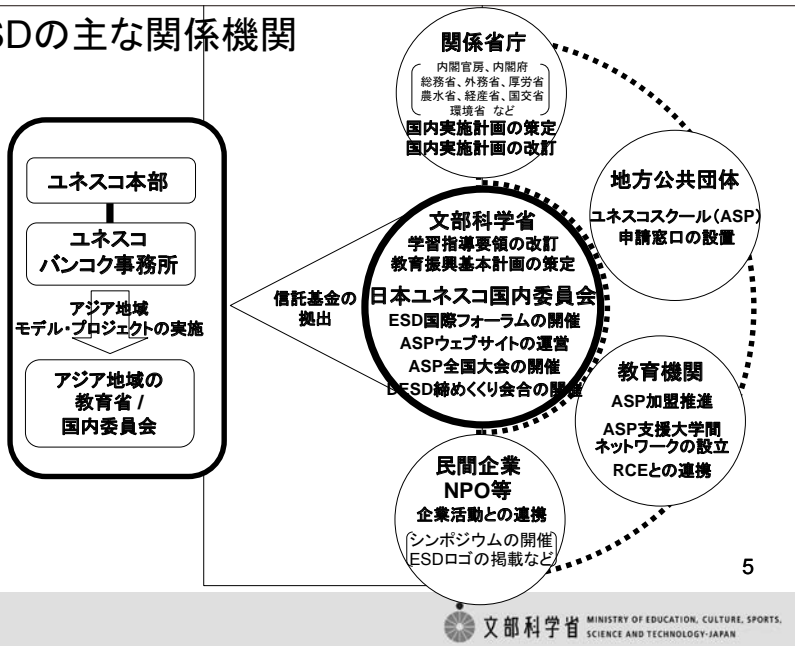 SDの主な関係機関
関係省庁
内閣官房、内閣府
総務省、外務省、厚労省
農水省、経産省、国交省
環境省 など
国内実施計画の策定
国内実施計画の改訂
ユネスコ本部
ユネスコ
バンコク事務所
アジア地域
モデル・プロジェクトの実施
アジア地域の
教育省 /
国内委員会
信託基金の
拠出
文部科学省
学習指導要領の改訂
教育振興基本計画の策定
日本ユネスコ国内委員会
ESD国際フォーラムの開催
ASPウェブサイトの運営
ASP全国大会の開催
DESD締めくくり会合の開催
地方公共団体
ユネスコスクール(ASP)
申請窓口の設置
教育機関
ASP加盟推進
ASP支援大学間
ネットワークの設立
RCEとの連携
民間企業
NPO等
企業活動との連携
シンポジウムの開催
ESDロゴの掲載など
5
文部科学省
MINISTRY OF EDUCATION, CULTURE, SPORTS,
SCIENCE AND TECHNOLOGY-JAPAN